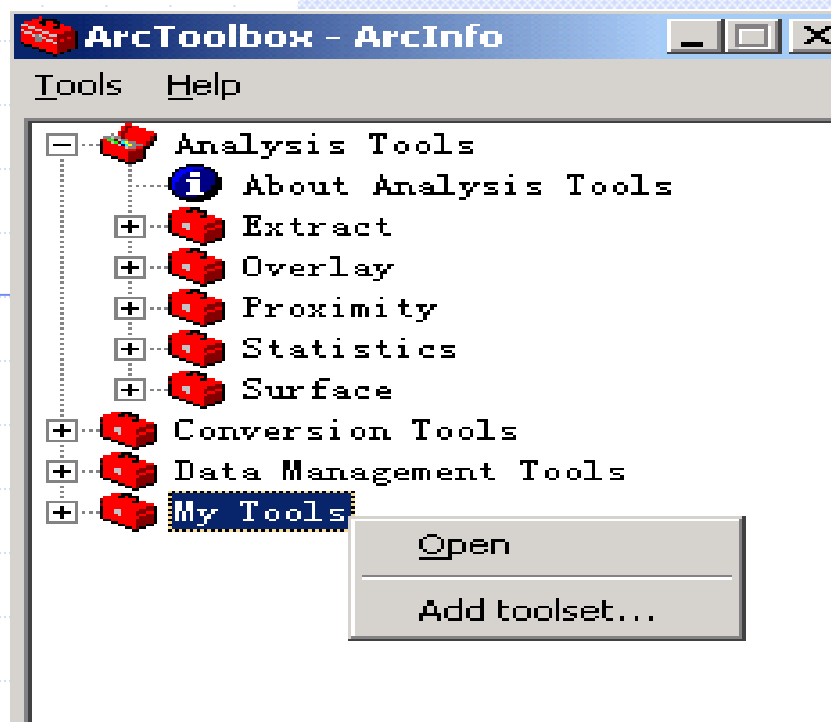 ArcToolbox - ArcInfo
Tools Help
Analysis Tools
About Analysis Tools
Extract
Overlay
Proximity
Statistics
Surface
Conversion Tools
Data Management Tools
My Tools
Open
Add toolset...